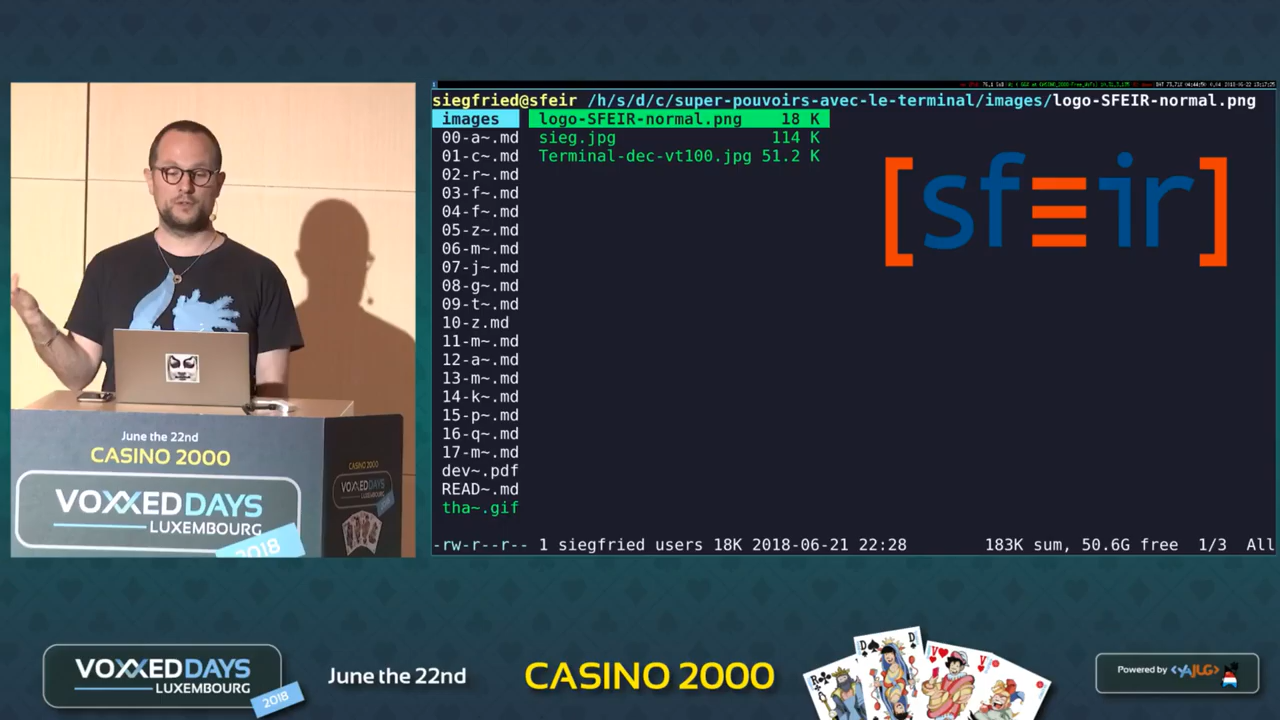 siegfried@sfeir /h/s/d/c/super-pouvoirs-avec-le-terminal/images/logo-SFEIR-normal.png
images logo-SFEIR-normal.png 18 K
00-a~.md sieg.jpg 114 K
01-c~.md Terminal-dec-vt100.jpg 51.2 K
02-r~.md
03-f~.md
04-f~.md
05-z~.md
06-m~.md
07-j~.md
08-g~.md
09-t~.md
10-z.md
11-m~.md
12-a~.md
13-m~.md
14-k~.md
15-p~.md
16-q~.md
17-m~.md
dev~.pdf
READ~.md
tha~.gif
-rw-r--r-- 1 siegfried users 18K 2018-06-21 22:28 183K sum, 50.6G free 1/3 All
[sfeir]
June the 22nd
CASINO 2000
VOXXED DAYS
LUXEMBOURG
2018
CASINO 2000
VOXXED DAYS
VOXXED DAYS
LUXEMBOURG
2018
June the 22nd
CASINO 2000
Powered by <YAJUG>